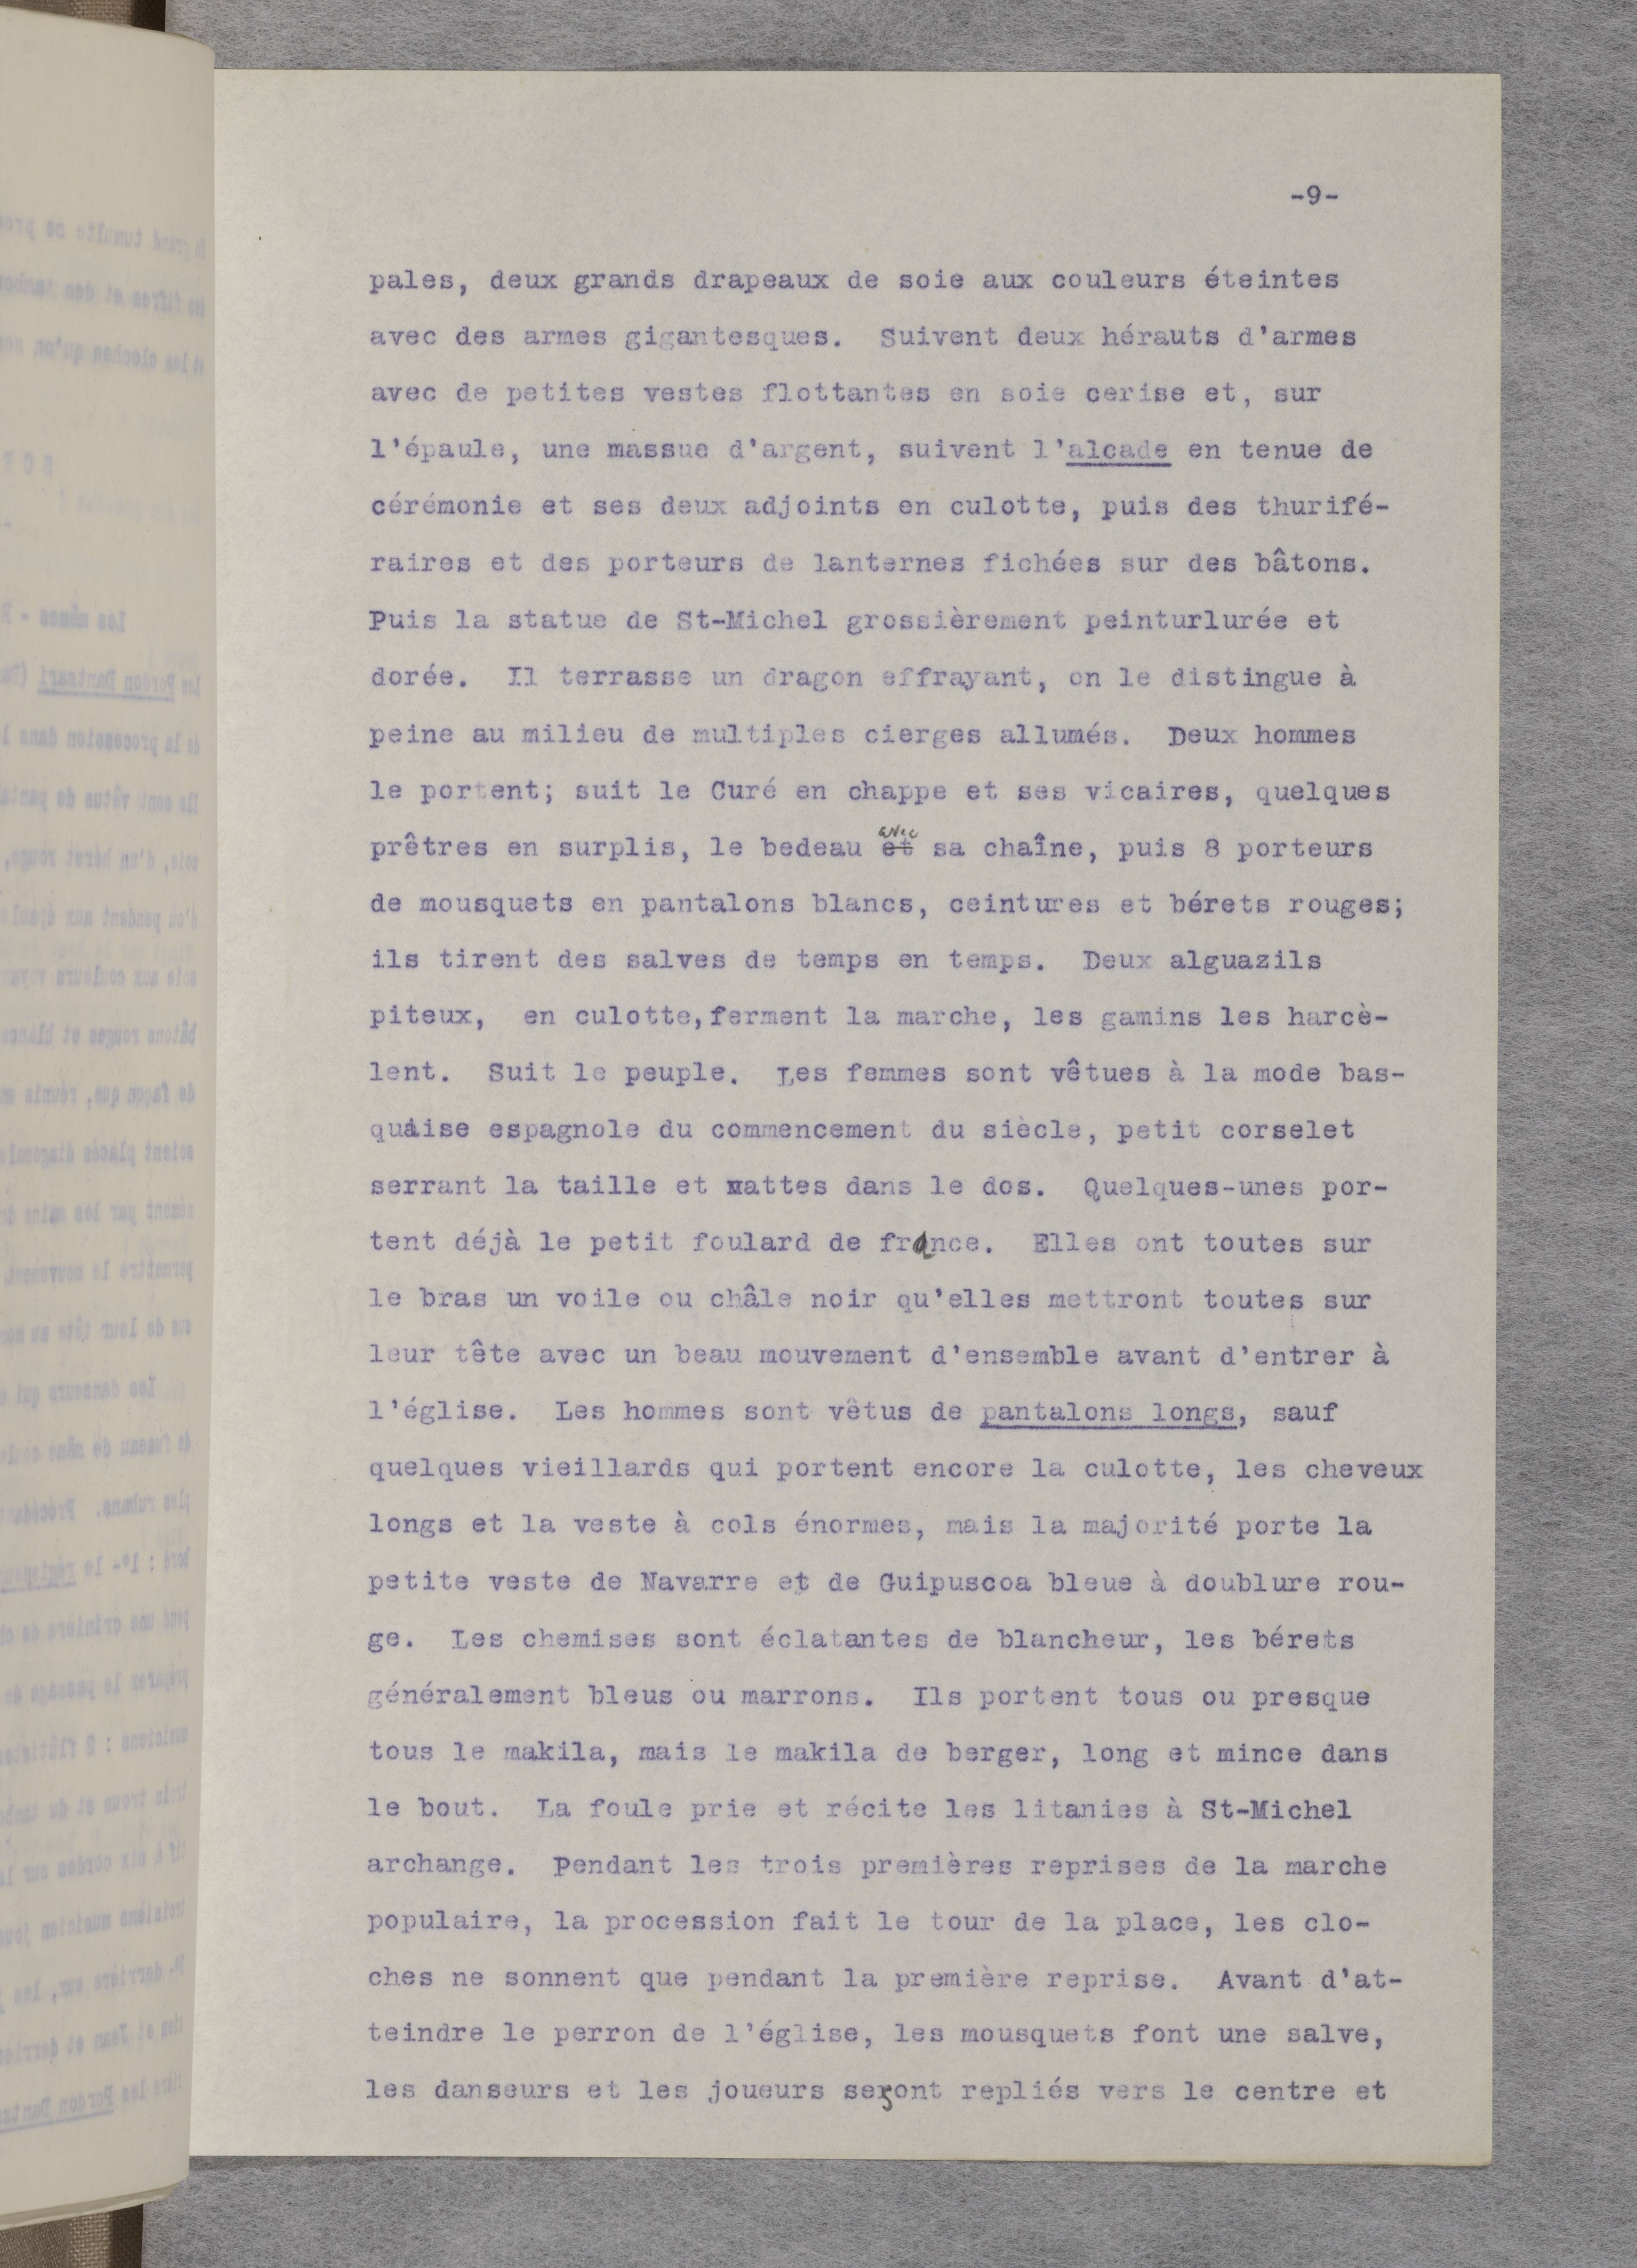 -9-
pales, deux grands drapeaux de soie aux couleurs éteintes
avec des armes gigantesques. Suivent deux hérauts d'armes
avec de petites vestes flottantes en soie cerise et, sur
l'épaule, une massue d'argent, suivent l'alcade en tenue de
cérémonie et ses deux adjoints en culotte, puis des thurifé-
raires et des porteurs de lanternes fichées sur des bâtons.
Puis la statue de St-Michel grossièrement peinturlurée et
dorée. Il terrasse un dragon effrayant, on le distingue à
peine au milieu de multiples cierges allumés. Deux hommes
le portent; suit le Curé en chappe et ses vicaires, quelques
avec
prêtres en surplis, le bedeau et sa chaîne, puis 8 porteurs
de mousquets en pantalons blancs, ceintures et bérets rouges;
ils tirent des salves de temps en temps. Deux alguazils
piteux, en culotte, ferment la marche, les gamins les harcè-
lent. Suit le peuple. Les femmes sont vêtues à la mode bas-
quaise espagnole du commencement du siècle, petit corselet
serrant la taille et nattes dans le dos. Quelques-unes por-
tent déjà le petit foulard de france. Elles ont toutes sur
le bras un voile ou châle noir qu'elles mettront toutes sur
leur tête avec un beau mouvement d'ensemble avant d'entrer à
l'église. Les hommes sont vêtus de pantalons longs, sauf
quelques vieillards qui portent encore la culotte, les cheveux
longs et la veste à cols énormes, mais la majorité porte la
petite veste de Navarre et de Guipuscoa bleue à doublure rou-
ge. Les chemises sont éclatantes de blancheur, les bérets
généralement bleus ou marrons. Ils portent tous ou presque
tous le makila, mais le makila de berger, long et mince dans
le bout. La foule prie et récite les litanies à St-Michel
archange. Pendant les trois premières reprises de la marche
populaire, la procession fait le tour de la place, les clo-
ches ne sonnent que pendant la première reprise. Avant d'at-
teindre le perron de l'église, les mousquets font une salve,
les danseurs et les joueurs seront repliés vers le centre et